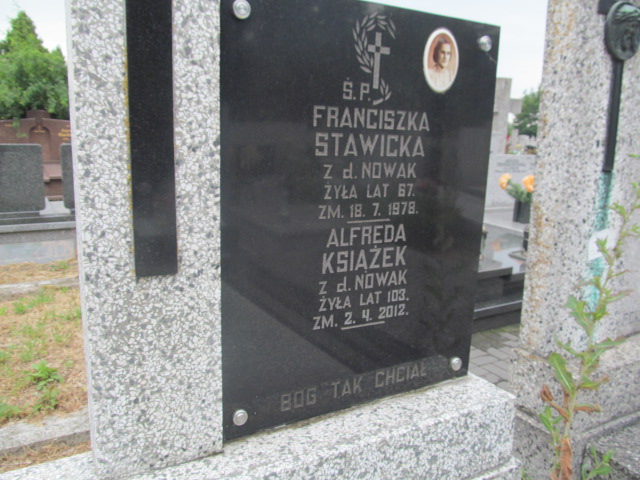 Ś.P.
FRANCISZKA
STAWICKA
Z d. NOWAK
ŻYŁA LAT 67.
ZM. 18. 7. 1978.
ALFREDA
KSIĄŻEK
Z d. NOWAK
ŻYŁA LAT 103.
ZM. 2. 4. 2012.
BÓG TAK CHCIAŁ